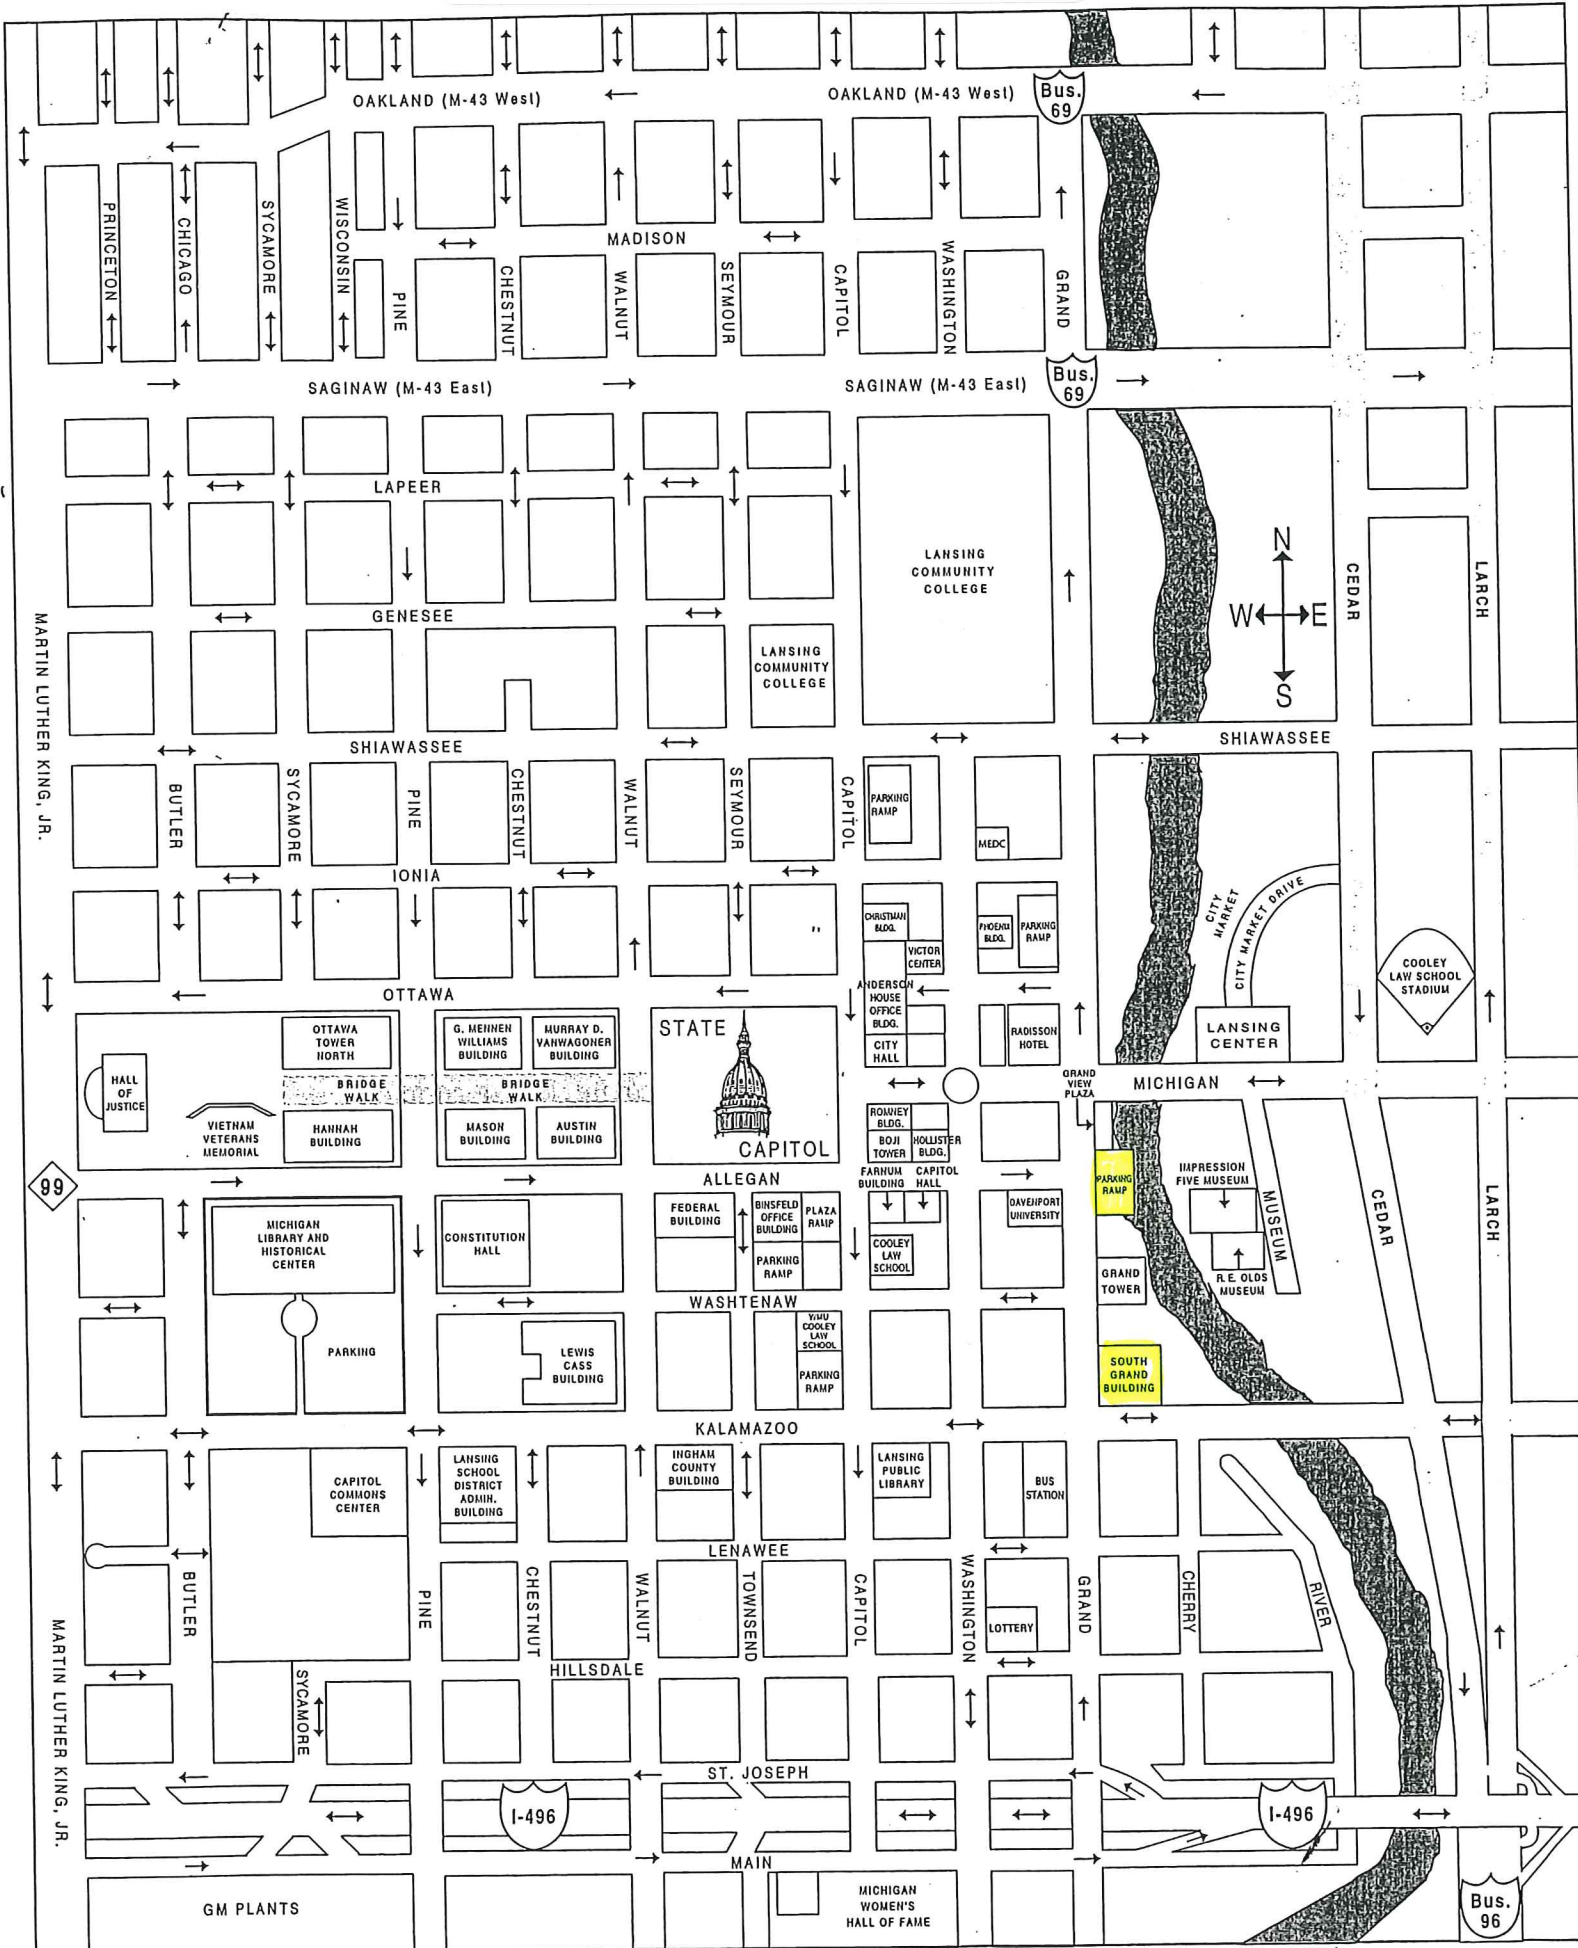 OAKLAND (M-43 West)
OAKLAND (M-43 West)
Bus.
69
PRINCETON
CHICAGO
SYCAMORE
WISCONSIN
PINE
CHESTNUT
MADISON
WALNUT
SEYMOUR
CAPITOL
WASHINGTON
GRAND
SAGINAW (M-43 East)
SAGINAW (M-43 East)
Bus.
69
LAPEER
GENESEE
LANSING
COMMUNITY
COLLEGE
LANSING
COMMUNITY
COLLEGE
N
W
E
S
CEDAR
LARCH
MARTIN LUTHER KING, JR.
SHIAWASSEE
SHIAWASSEE
BUTLER
SYCAMORE
PINE
CHESTNUT
WALNUT
SEYMOUR
CAPITOL
PARKING
RAMP
MEDC
IONIA
CHRISTMAN
BLDG.
VICTOR
CENTER
PHOENIX
BLDG.
PARKING
RAMP
CITY
MARKET
CITY MARKET DRIVE
COOLEY
LAW SCHOOL
STADIUM
OTTAWA
ANDERSON
HOUSE
OFFICE
BLDG.
CITY
HALL
RADISSON
HOTEL
LANSING
CENTER
OTTAWA
TOWER
NORTH
G. MENNEN
WILLIAMS
BUILDING
MURRAY D.
VANWAGONER
BUILDING
STATE
CAPITOL
HALL
OF
JUSTICE
BRIDGE
WALK
BRIDGE
WALK
GRAND
VIEW
PLAZA
MICHIGAN
VIETNAM
VETERANS
MEMORIAL
HANNAH
BUILDING
MASON
BUILDING
AUSTIN
BUILDING
ROMNEY
BLDG.
BOJI
TOWER
HOLLISTER
BLDG.
99
ALLEGAN
FARNUM
BUILDING
CAPITOL
HALL
PARKING
RAMP
IMPRESSION
FIVE MUSEUM
MUSEUM
CEDAR
LARCH
MICHIGAN
LIBRARY AND
HISTORICAL
CENTER
CONSTITUTION
HALL
FEDERAL
BUILDING
BINSFELD
OFFICE
BUILDING
PLAZA
RAMP
PARKING
RAMP
COOLEY
LAW
SCHOOL
DAVENPORT
UNIVERSITY
GRAND
TOWER
R.E. OLDS
MUSEUM
WASHTENAW
PARKING
LEWIS
CASS
BUILDING
WMU
COOLEY
LAW
SCHOOL
PARKING
RAMP
SOUTH
GRAND
BUILDING
KALAMAZOO
CAPITOL
COMMONS
CENTER
LANSING
SCHOOL
DISTRICT
ADMIN.
BUILDING
INGHAM
COUNTY
BUILDING
LANSING
PUBLIC
LIBRARY
BUS
STATION
LENAWEE
BUTLER
PINE
CHESTNUT
WALNUT
TOWNSEND
CAPITOL
WASHINGTON
LOTTERY
GRAND
CHERRY
RIVER
MARTIN LUTHER KING, JR.
HILLSDALE
SYCAMORE
ST. JOSEPH
I-496
I-496
MAIN
GM PLANTS
MICHIGAN
WOMEN'S
HALL OF FAME
Bus.
96